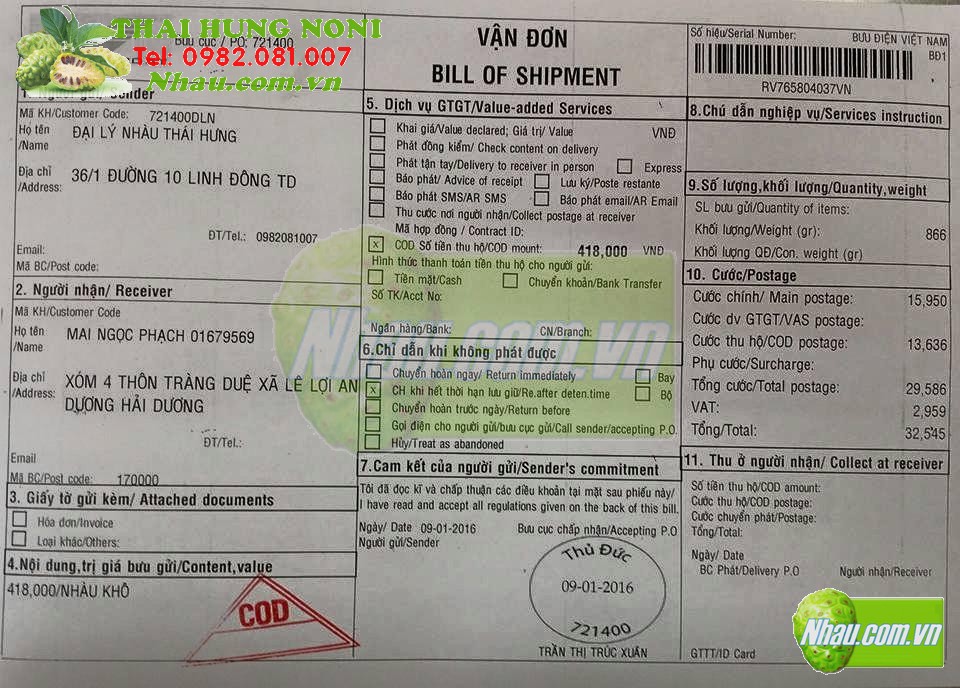 THAI HUNG NONI
Tel: 0982.081.007
Nhau.com.vn
Bưu cục / PO: 721400
VẬN ĐƠN
BILL OF SHIPMENT
Số hiệu/Serial Number:
BƯU ĐIỆN VIỆT NAM
BĐ1
RV765804037VN
1. Người gửi/Sender
Mã KH/Customer Code: 721400DLN
Họ tên
/Name
ĐẠI LÝ NHÀU THÁI HƯNG
Địa chỉ
/Address:
36/1 ĐƯỜNG 10 LINH ĐÔNG TD
ĐT/Tel.: 0982081007
Email:
Mã BC/Post code:
2. Người nhận/ Receiver
Mã KH/Customer Code
Họ tên
/Name
MAI NGỌC PHẠCH 01679569
Địa chỉ
/Address:
XÓM 4 THÔN TRÀNG DUỆ XÃ LÊ LỢI AN
DƯƠNG HẢI DƯƠNG
ĐT/Tel.:
Email
Mã BC/Post code: 170000
3. Giấy tờ gửi kèm/ Attached documents
Hóa đơn/Invoice
Loại khác/Others:
4.Nội dung,trị giá bưu gửi/Content,value
418,000/NHÀU KHÔ
COD
5. Dịch vụ GTGT/Value-added Services
Khai giá/Value declared; Giá trị/ Value VNĐ
Phát đồng kiểm/ Check content on delivery
Phát tận tay/Delivery to receiver in person Express
Báo phát/ Advice of receipt Lưu ký/Poste restante
Báo phát SMS/AR SMS Báo phát email/AR Email
Thu cước nơi người nhận/Collect postage at receiver
Mã hợp đồng / Contract ID:
x COD Số tiền thu hộ/COD mount: 418,000 VNĐ
Hình thức thanh toán tiền thu hộ cho người gửi:
Tiền mặt/Cash Chuyển khoản/Bank Transfer
Số TK/Acct No:
Ngân hàng/Bank: CN/Branch:
6.Chỉ dẫn khi không phát được
Chuyển hoàn ngay/ Return immediately Bay
x CH khi hết thời hạn lưu giữ/Re.after deten.time Bộ
Chuyển hoàn trước ngày/Return before
Gọi điện cho người gửi/bưu cục gửi/Call sender/accepting P.O.
Hủy/Treat as abandoned
7.Cam kết của người gửi/Sender's commitment
Tôi đã đọc kĩ và chấp thuận các điều khoản tại mặt sau phiếu này/
I have read and accept all regulations given on the back of this bill.
Ngày/ Date 09-01-2016 Bưu cục chấp nhận/Accepting P.O
Người gửi/Sender
Thủ Đức
09-01-2016
721400
TRẦN THỊ TRÚC XUÂN
8.Chú dẫn nghiệp vụ/Services instruction
9.Số lượng,khối lượng/Quantity,weight
SL bưu gửi/Quantity of items:
Khối lượng/Weight (gr): 866
Khối lượng QĐ/Con. weight (gr)
10. Cước/Postage
Cước chính/ Main postage: 15,950
Cước dv GTGT/VAS postage:
Cước thu hộ/COD postage: 13,636
Phụ cước/Surcharge:
Tổng cước/Total postage: 29,586
VAT: 2,959
Tổng/Total: 32,545
11. Thu ở người nhận/ Collect at receiver
Số tiền thu hộ/COD amount:
Cước thu hộ/COD postage:
Cước chuyển phát/Postage:
Tổng/Total:
Ngày/ Date
BC Phát/Delivery P.O Người nhận/Receiver
GTTT/ID Card
Nhau.com.vn
Nhau.com.vn